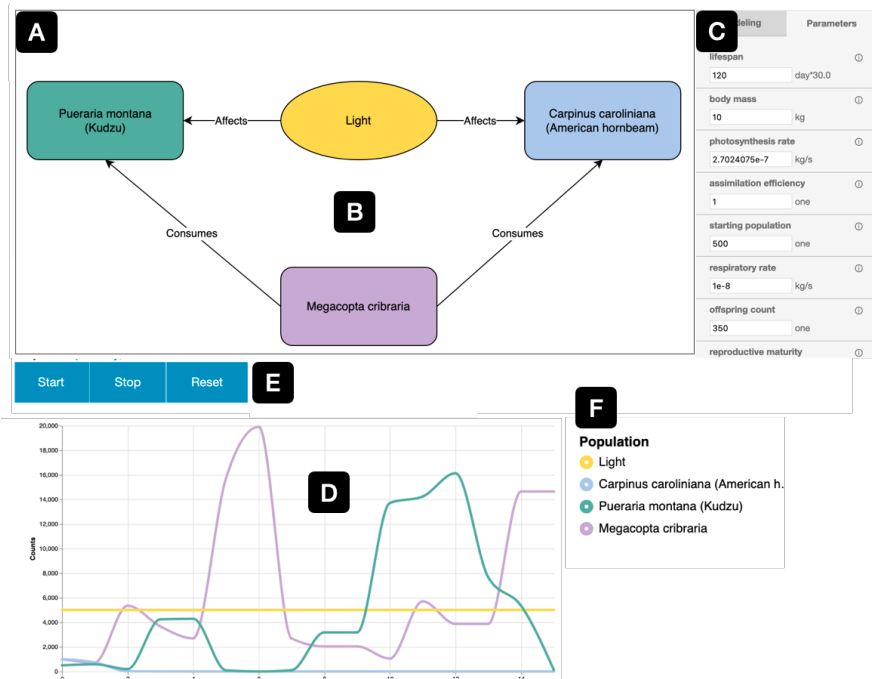 A
Pueraria montana
(Kudzu)
Affects
Light
Affects
Carpinus caroliniana
(American hornbeam)
B
Consumes
Consumes
Megacopta cribraria
C
Parameters
lifespan
120 day*30.0
body mass
10 kg
photosynthesis rate
2.7024075e-7 kg/s
assimilation efficiency
1 one
starting population
500 one
respiratory rate
1e-8 kg/s
offspring count
350 one
reproductive maturity
Start Stop Reset
E
F
Population
Light
Carpinus caroliniana (American h.
Pueraria montana (Kudzu)
Megacopta cribraria
D
Counts
20,000
18,000
16,000
14,000
12,000
10,000
8,000
6,000
4,000
2,000
0